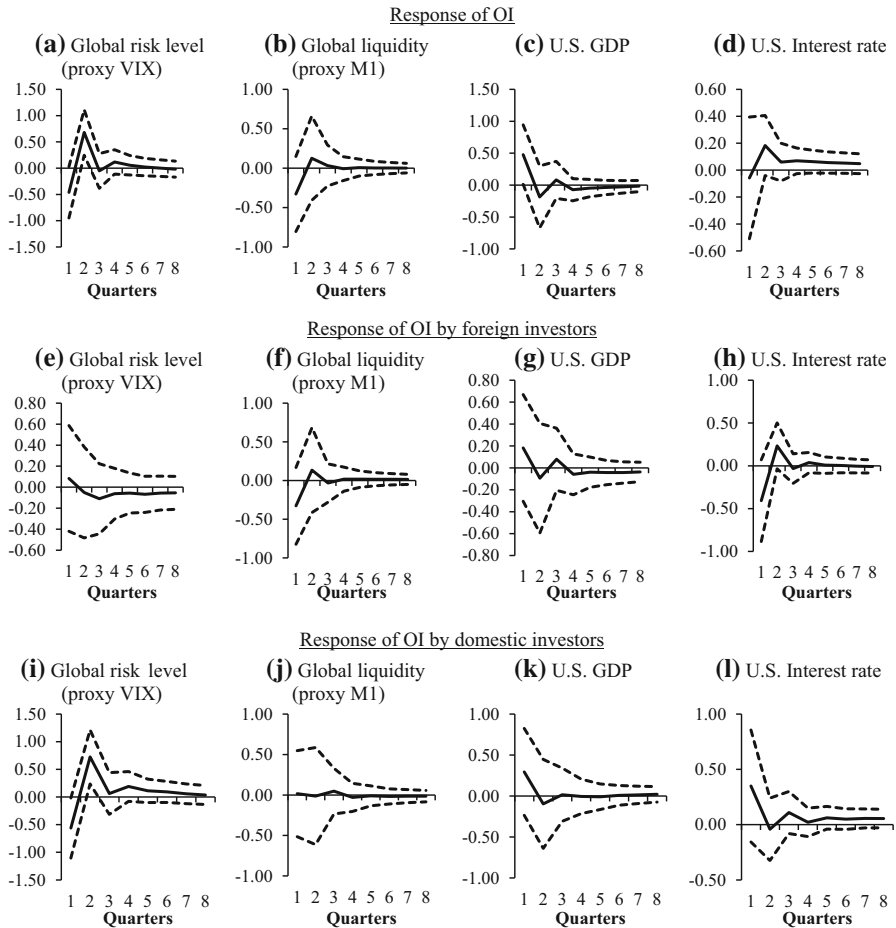 Response of OI
(a) Global risk level
(proxy VIX)
1.50
1.00
0.50
0.00
-0.50
-1.00
-1.50
1 2 3 4 5 6 7 8
Quarters
(b) Global liquidity
(proxy M1)
1.00
0.50
0.00
-0.50
-1.00
1 2 3 4 5 6 7 8
Quarters
(c) U.S. GDP
1.50
1.00
0.50
0.00
-0.50
-1.00
1 2 3 4 5 6 7 8
Quarters
(d) U.S. Interest rate
0.60
0.40
0.20
0.00
-0.20
-0.40
-0.60
1 2 3 4 5 6 7 8
Quarters
Response of OI by foreign investors
(e) Global risk level
(proxy VIX)
0.80
0.60
0.40
0.20
0.00
-0.20
-0.40
-0.60
1 2 3 4 5 6 7 8
Quarters
(f) Global liquidity
(proxy M1)
1.00
0.50
0.00
-0.50
-1.00
1 2 3 4 5 6 7 8
Quarters
(g) U.S. GDP
0.80
0.60
0.40
0.20
0.00
-0.20
-0.40
-0.60
-0.80
1 2 3 4 5 6 7 8
Quarters
(h) U.S. Interest rate
1.00
0.50
0.00
-0.50
-1.00
1 2 3 4 5 6 7 8
Quarters
Response of OI by domestic investors
(i) Global risk level
(proxy VIX)
1.50
1.00
0.50
0.00
-0.50
-1.00
-1.50
1 2 3 4 5 6 7 8
Quarters
(j) Global liquidity
(proxy M1)
1.00
0.50
0.00
-0.50
-1.00
1 2 3 4 5 6 7 8
Quarters
(k) U.S. GDP
1.00
0.50
0.00
-0.50
-1.00
1 2 3 4 5 6 7 8
Quarters
(l) U.S. Interest rate
1.00
0.50
0.00
-0.50
1 2 3 4 5 6 7 8
Quarters